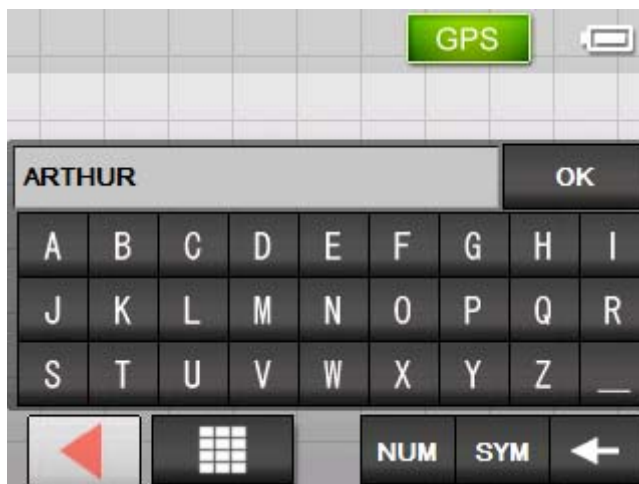 GPS
ARTHUR OK
A B C D E F G H I
J K L M N O P Q R
S T U V W X Y Z _
NUM SYM